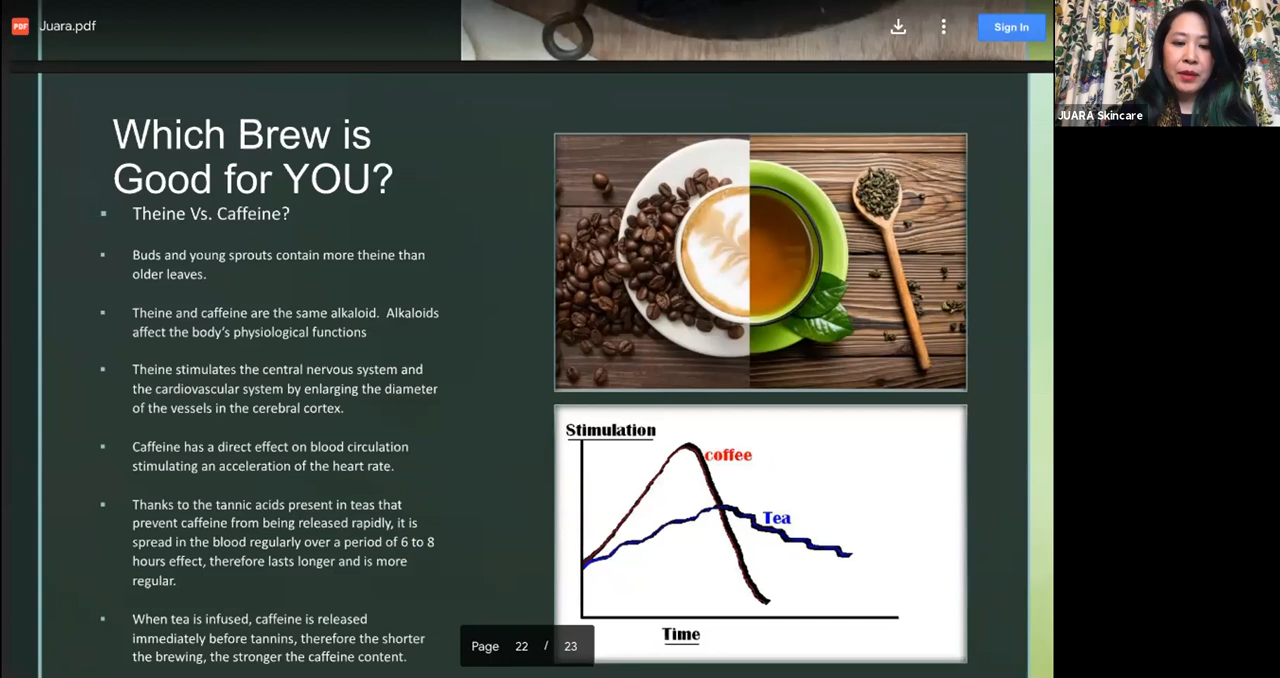 PDF
Juara.pdf
Sign In
JUARA Skincare
Which Brew is
Good for YOU?
▪ Theine Vs. Caffeine?
▪ Buds and young sprouts contain more theine than
older leaves.
▪ Theine and caffeine are the same alkaloid. Alkaloids
affect the body's physiological functions
▪ Theine stimulates the central nervous system and
the cardiovascular system by enlarging the diameter
of the vessels in the cerebral cortex.
▪ Caffeine has a direct effect on blood circulation
stimulating an acceleration of the heart rate.
▪ Thanks to the tannic acids present in teas that
prevent caffeine from being released rapidly, it is
spread in the blood regularly over a period of 6 to 8
hours effect, therefore lasts longer and is more
regular.
▪ When tea is infused, caffeine is released
immediately before tannins, therefore the shorter
the brewing, the stronger the caffeine content.
Stimulation
coffee
Tea
Time
Page 22 / 23